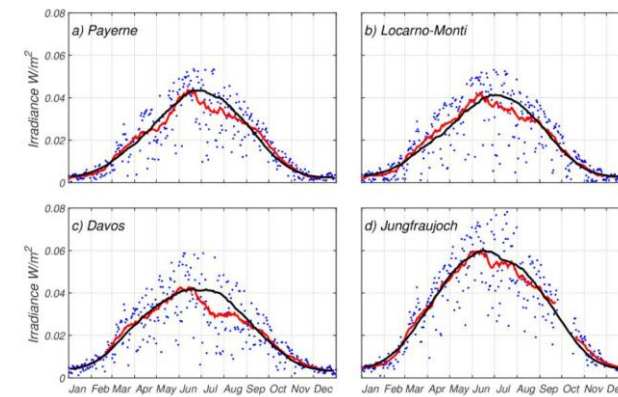 0.08
0.06
0.04
0.02
0
Irradiance W/m²
a) Payerne
b) Locarno-Monti
0.08
0.06
0.04
0.02
0
Irradiance W/m²
c) Davos
d) Jungfraujoch
Jan Feb Mar Apr May Jun Jul Aug Sep Oct Nov Dec
Jan Feb Mar Apr May Jun Jul Aug Sep Oct Nov Dec